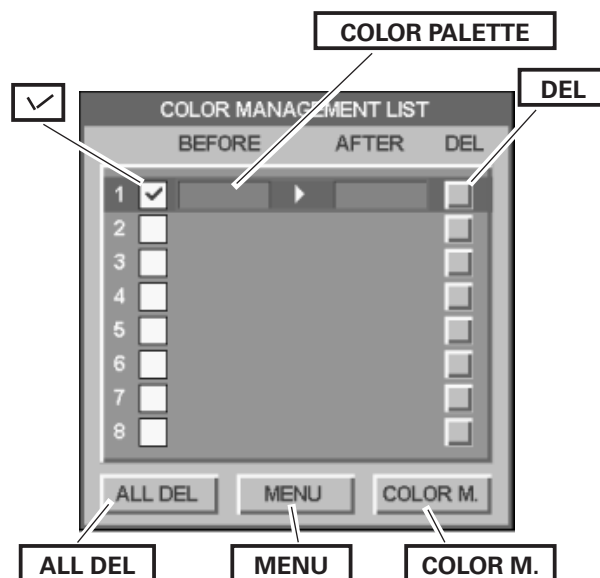 COLOR PALETTE
DEL
COLOR MANAGEMENT LIST
BEFORE AFTER DEL
1
2
3
4
5
6
7
8
ALL DEL MENU COLOR M.
ALL DEL MENU COLOR M.